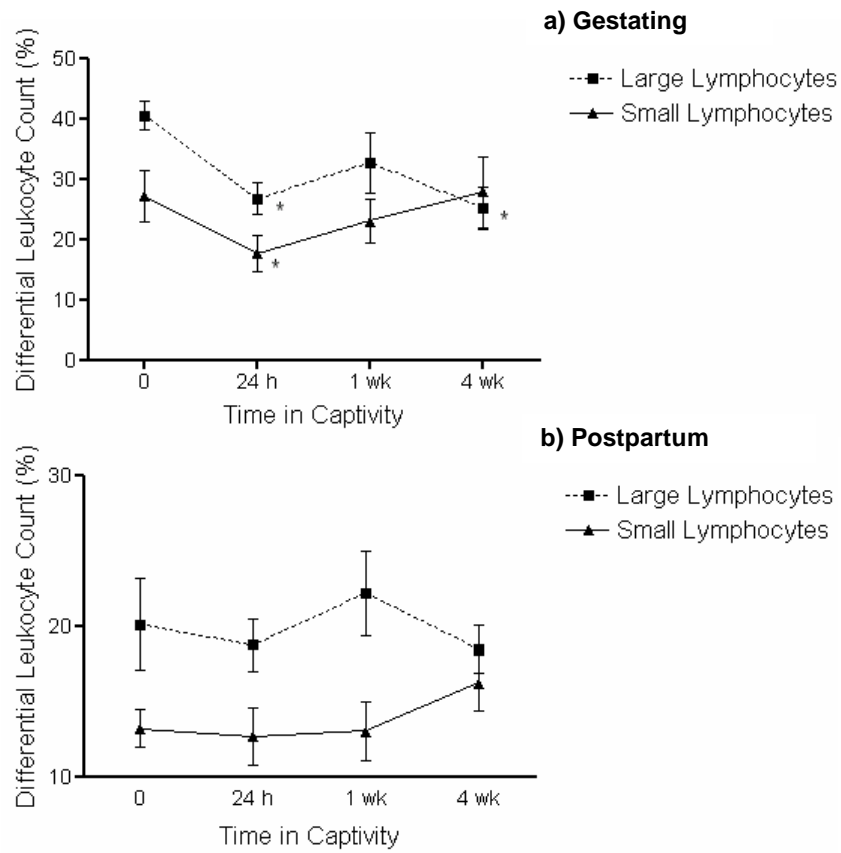 a) Gestating
Differential Leukocyte Count (%)
50
40
30
20
10
0
Large Lymphocytes
Small Lymphocytes
*
*
*
0 24 h 1 wk 4 wk
Time in Captivity
b) Postpartum
Differential Leukocyte Count (%)
30
20
10
Large Lymphocytes
Small Lymphocytes
0 24 h 1 wk 4 wk
Time in Captivity